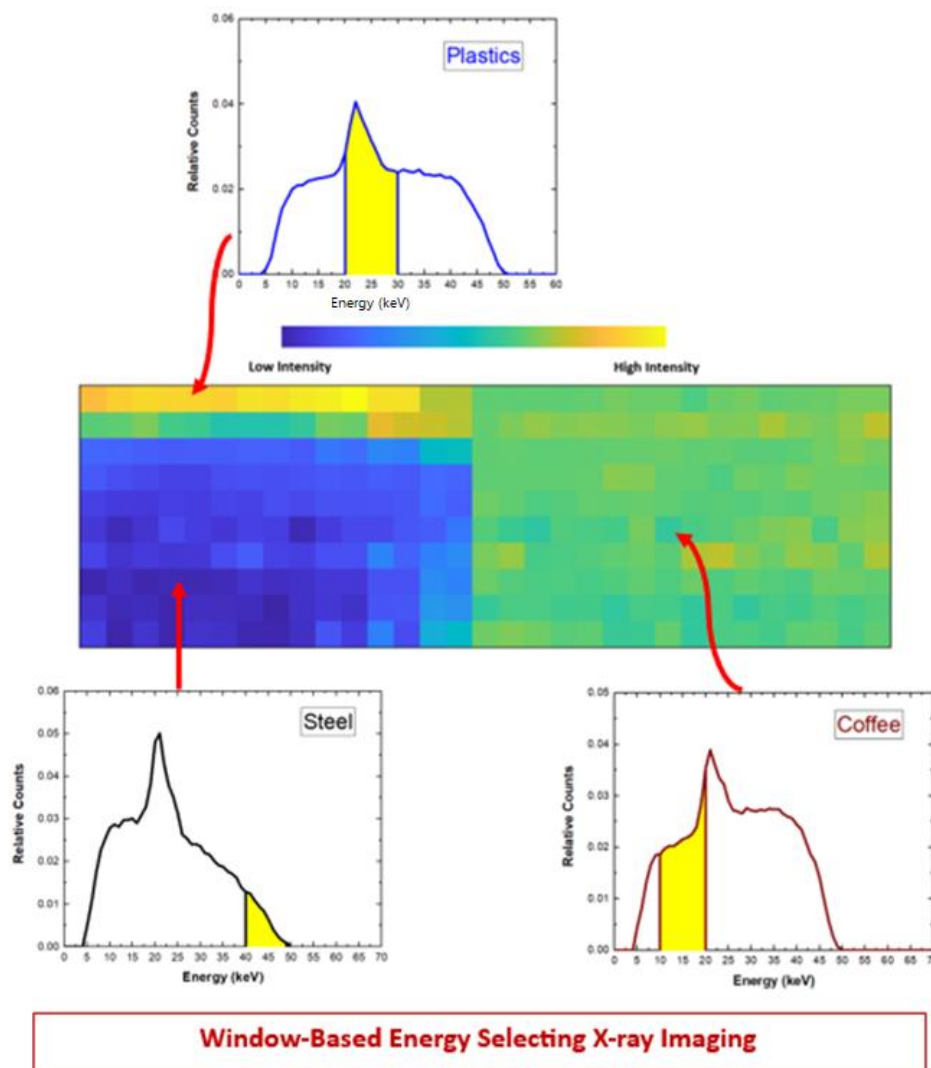 0.06
Plastics
0.04
Relative Counts
0.02
00
0 5 10 15 20 25 30 35 40 45 50 55 60
Energy (keV)
Low Intensity High Intensity
0.06
Steel
0.05
0.04
Relative Counts
0.03
0.02
0.01
0.00
0 5 10 15 20 25 30 35 40 45 50 55 60 70
Energy (keV)
0.05
Coffee
0.04
Relative Counts
0.03
0.02
0.01
0.00
0 5 10 15 20 25 30 35 40 45 50 55 60 70
Energy (keV)
Window-Based Energy Selecting X-ray Imaging